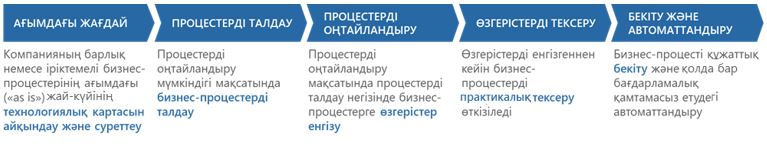 АҒЫМДАҒЫ ЖАҒДАЙ
Компанияның барлық
немесе іріктемелі бизнес-
процестерінің ағымдағы
(«as is») жай-күйінің
технологиялық картасын
айқындау және суреттеу
ПРОЦЕСТЕРДІ ТАЛДАУ
Процестерді
оңтайландыру
мүмкіндігі мақсатында
бизнес-процестерді
талдау
ПРОЦЕСТЕРДІ
ОҢТАЙЛАНДЫРУ
Процестерді
оңтайландыру
мақсатында процестерді
талдау негізінде бизнес-
процестерге өзгерістер
енгізу
ӨЗГЕРІСТЕРДІ ТЕКСЕРУ
Өзгерістерді енгізгеннен
кейін бизнес-
процестерді
практикалық тексеру
өткізіледі
БЕКІТУ ЖӘНЕ
АВТОМАТТАНДЫРУ
Бизнес-процесті құжаттық
бекіту және қолда бар
бағдарламалық
қамтамасыз етудегі
автоматтандыру